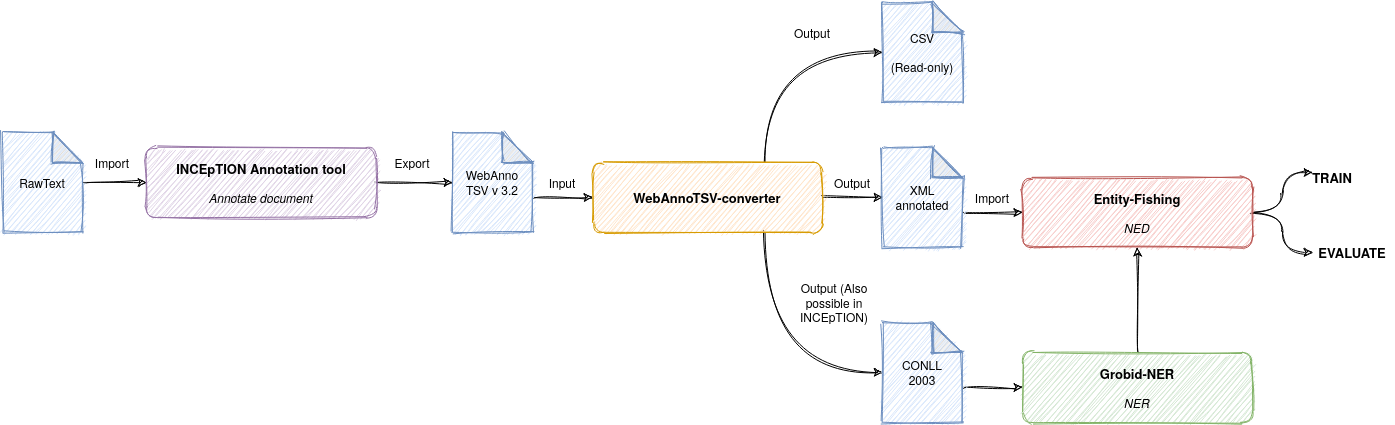 RawText
Import
INCEpTION Annotation tool
Annotate document
Export
WebAnno
TSV v 3.2
Input
WebAnnoTSV-converter
Output
CSV
(Read-only)
Output
XML
annotated
Import
Entity-Fishing
NED
TRAIN
EVALUATE
Output (Also
possible in
INCEpTION)
CONLL
2003
Grobid-NER
NER